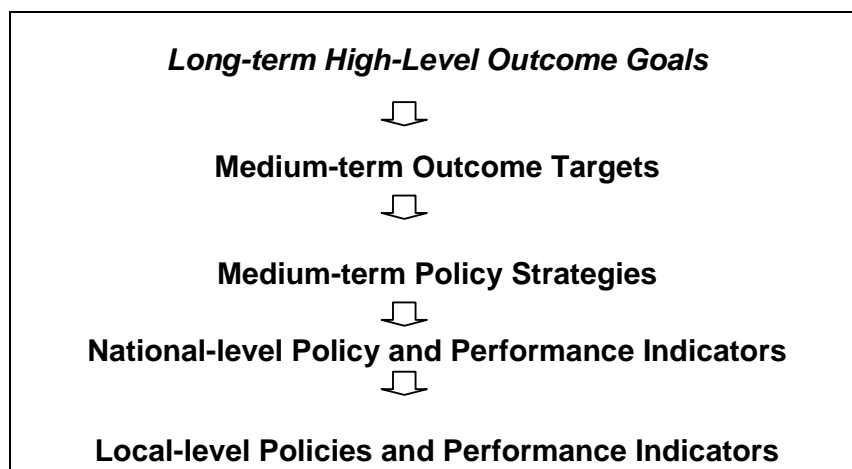 Long-term High-Level Outcome Goals
Medium-term Outcome Targets
Medium-term Policy Strategies
National-level Policy and Performance Indicators
Local-level Policies and Performance Indicators